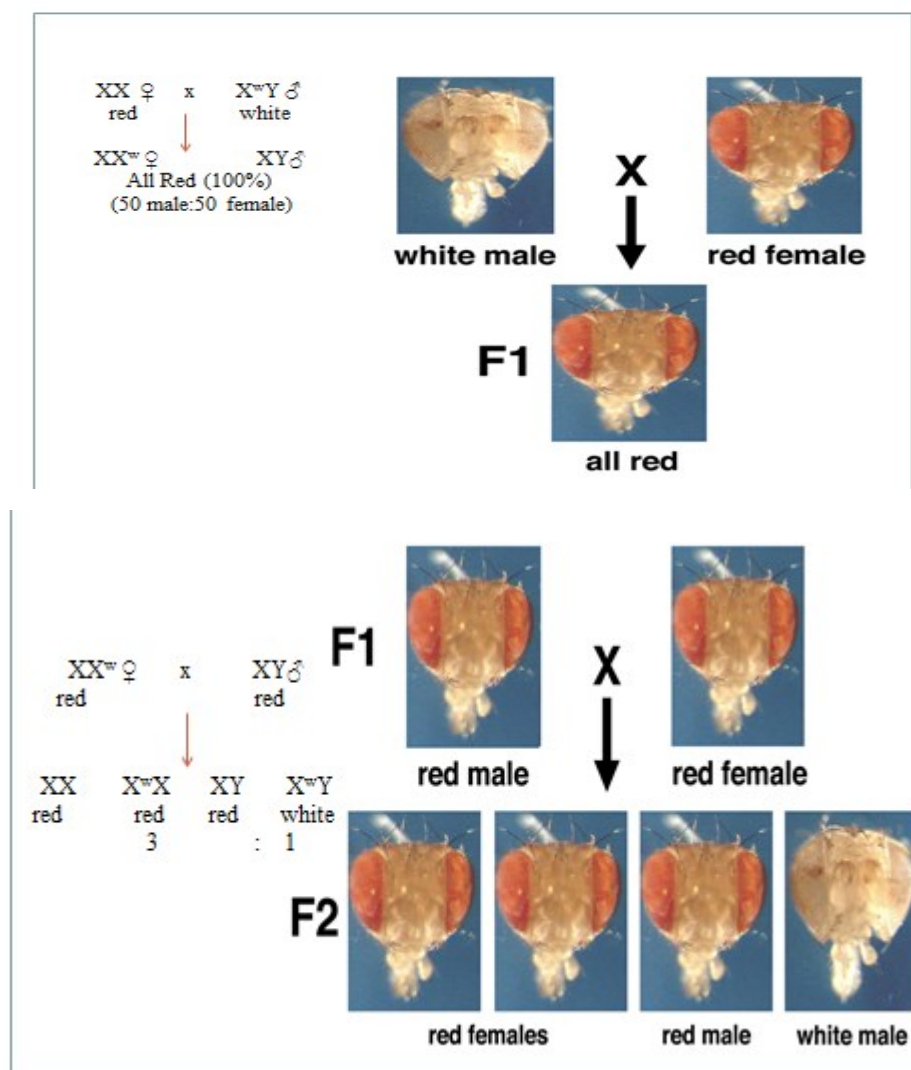 XX ♀ x XʷY ♂
red white
XXʷ ♀ XY♂
All Red (100%)
(50 male:50 female)
X
white male red female
F1
all red
F1
XXʷ ♀ x XY♂
red red
X
red male red female
XX XʷX XY XʷY
red red red white
3 : 1
F2
red females red male white male